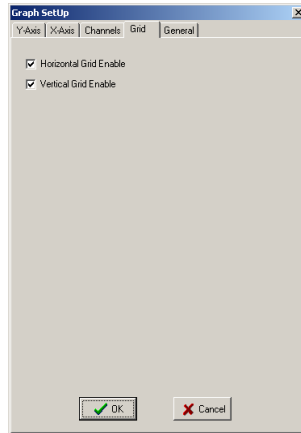 Graph SetUp
Y-Axis X-Axis Channels Grid General
Horizontal Grid Enable
Vertical Grid Enable
OK Cancel